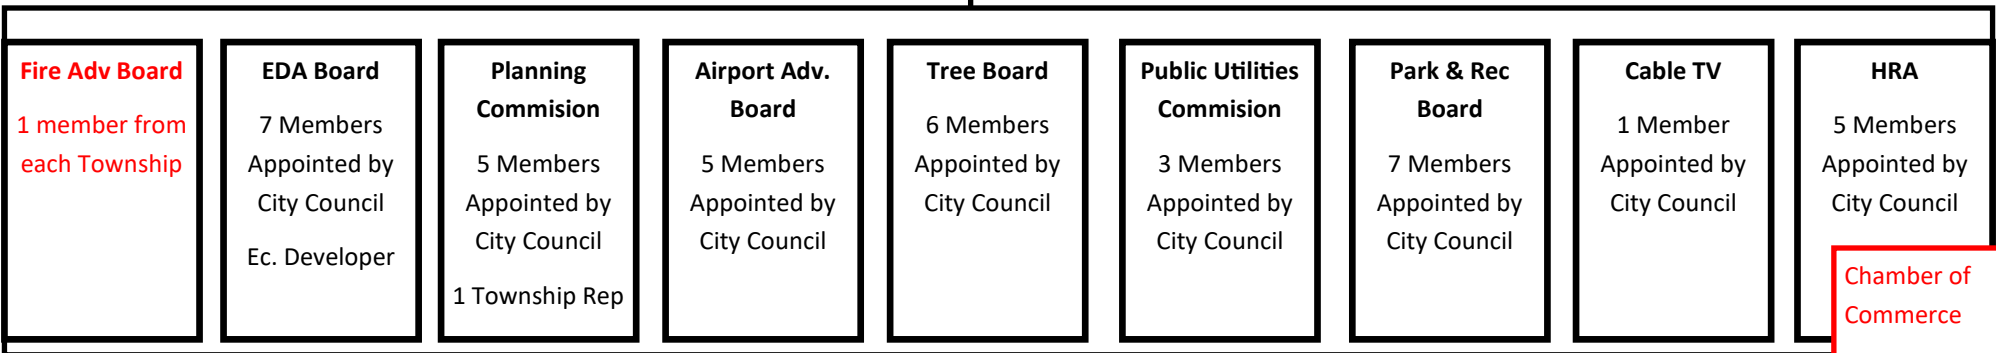 Fire Adv Board
1 member from
each Township
EDA Board
7 Members
Appointed by
City Council
Ec. Developer
Planning
Commision
5 Members
Appointed by
City Council
1 Township Rep
Airport Adv.
Board
5 Members
Appointed by
City Council
Tree Board
6 Members
Appointed by
City Council
Public Utilities
Commision
3 Members
Appointed by
City Council
Park & Rec
Board
7 Members
Appointed by
City Council
Cable TV
1 Member
Appointed by
City Council
HRA
5 Members
Appointed by
City Council
Chamber of
Commerce